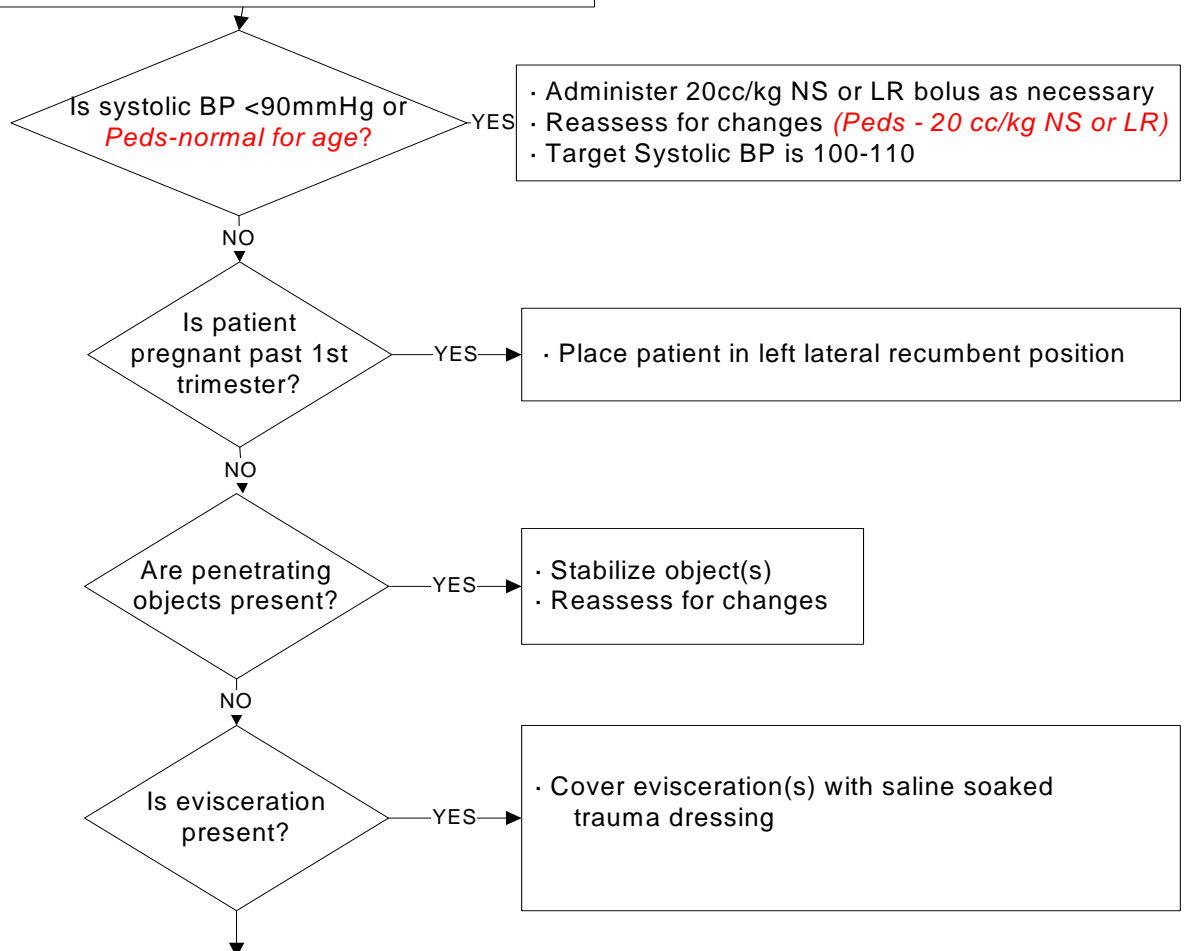 Is systolic BP <90mmHg or
Peds-normal for age?
YES
· Administer 20cc/kg NS or LR bolus as necessary
· Reassess for changes (Peds - 20 cc/kg NS or LR)
· Target Systolic BP is 100-110
NO
Is patient
pregnant past 1st
trimester?
YES
· Place patient in left lateral recumbent position
NO
Are penetrating
objects present?
YES
· Stabilize object(s)
· Reassess for changes
NO
Is evisceration
present?
YES
· Cover evisceration(s) with saline soaked
trauma dressing